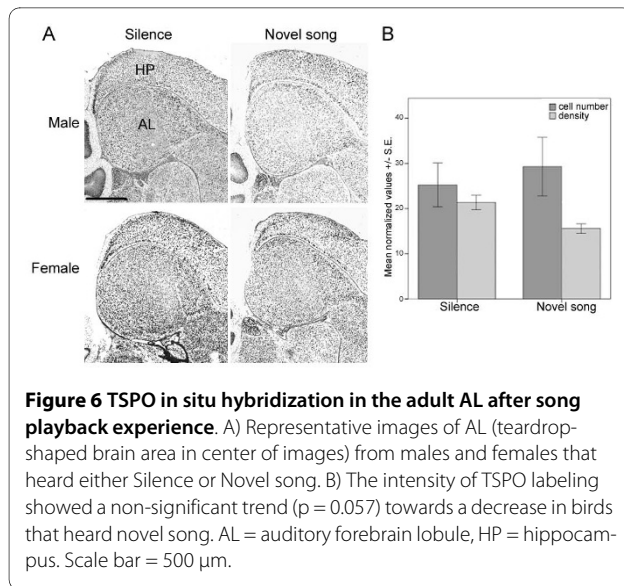 A
B
Silence
Novel song
HP
AL
Male
Female
cell number
density
Mean normalized values +/- S.E.
40
30
20
10
0
Silence
Novel song
Figure 6 TSPO in situ hybridization in the adult AL after song
playback experience. A) Representative images of AL (teardrop-
shaped brain area in center of images) from males and females that
heard either Silence or Novel song. B) The intensity of TSPO labeling
showed a non-significant trend (p = 0.057) towards a decrease in birds
that heard novel song. AL = auditory forebrain lobule, HP = hippocam-
pus. Scale bar = 500 μm.